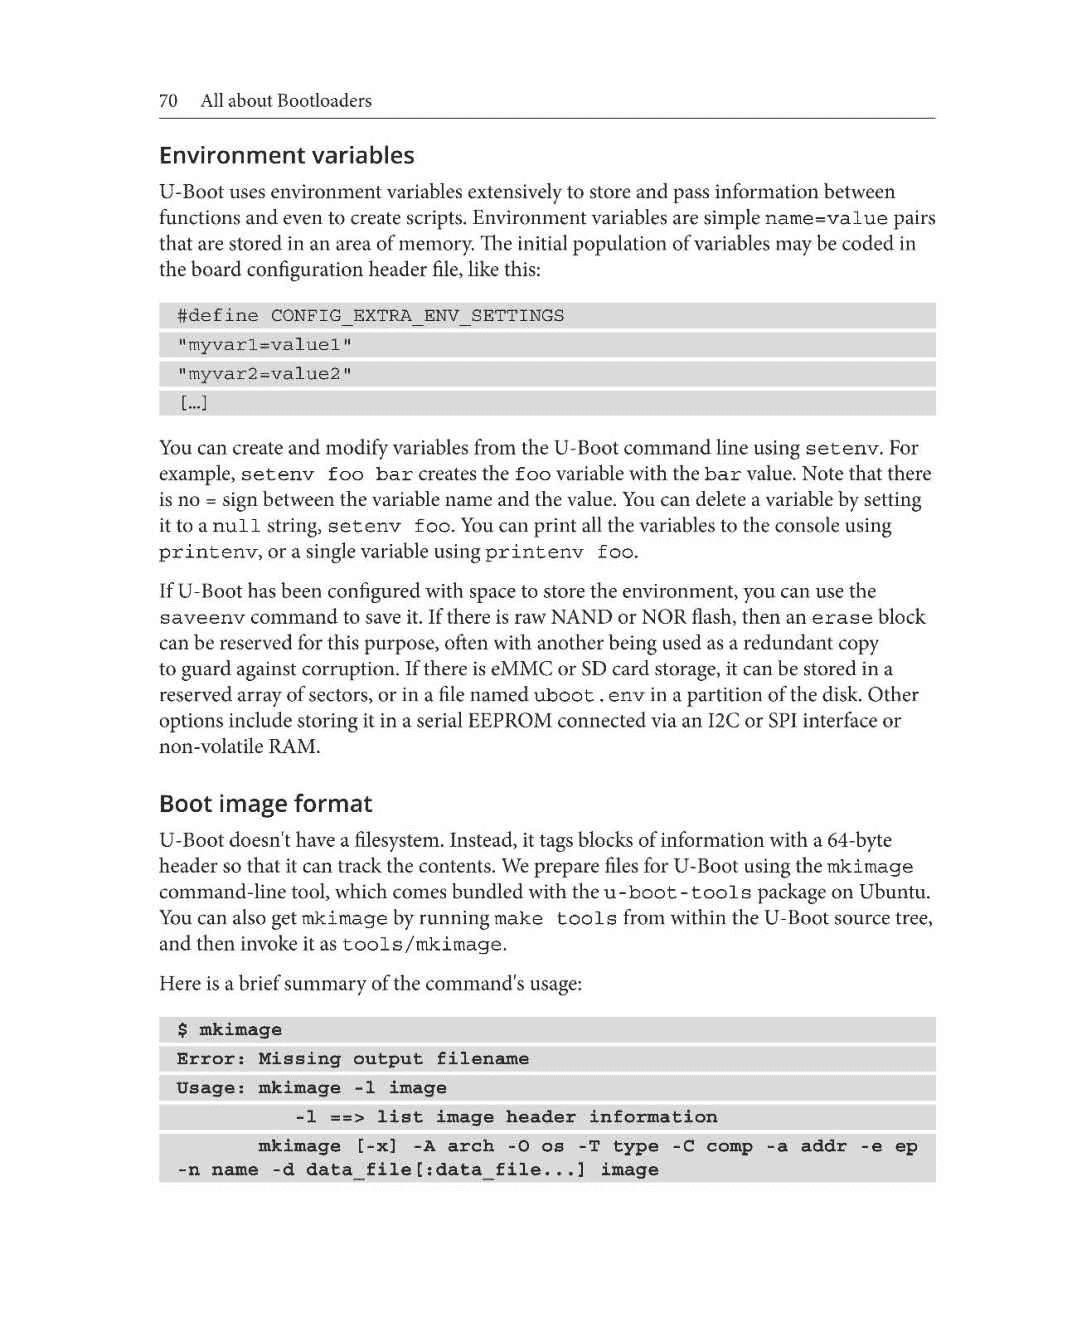 70 All about Bootloaders
Environment variables
U-Boot uses environment variables extensively to store and pass information between
functions and even to create scripts. Environment variables are simple name=value pairs
that are stored in an area of memory. The initial population of variables may be coded in
the board configuration header file, like this:
#define CONFIG_EXTRA_ENV_SETTINGS
"myvar1=value1"
"myvar2=value2"
[…]
You can create and modify variables from the U-Boot command line using setenv. For
example, setenv foo bar creates the foo variable with the bar value. Note that there
is no = sign between the variable name and the value. You can delete a variable by setting
it to a null string, setenv foo. You can print all the variables to the console using
printenv, or a single variable using printenv foo.
If U-Boot has been configured with space to store the environment, you can use the
saveenv command to save it. If there is raw NAND or NOR flash, then an erase block
can be reserved for this purpose, often with another being used as a redundant copy
to guard against corruption. If there is eMMC or SD card storage, it can be stored in a
reserved array of sectors, or in a file named uboot.env in a partition of the disk. Other
options include storing it in a serial EEPROM connected via an I2C or SPI interface or
non-volatile RAM.
Boot image format
U-Boot doesn't have a filesystem. Instead, it tags blocks of information with a 64-byte
header so that it can track the contents. We prepare files for U-Boot using the mkimage
command-line tool, which comes bundled with the u-boot-tools package on Ubuntu.
You can also get mkimage by running make tools from within the U-Boot source tree,
and then invoke it as tools/mkimage.
Here is a brief summary of the command's usage:
$ mkimage
Error: Missing output filename
Usage: mkimage -l image
-l ==> list image header information
mkimage [-x] -A arch -O os -T type -C comp -a addr -e ep
-n name -d data_file[:data_file...] image